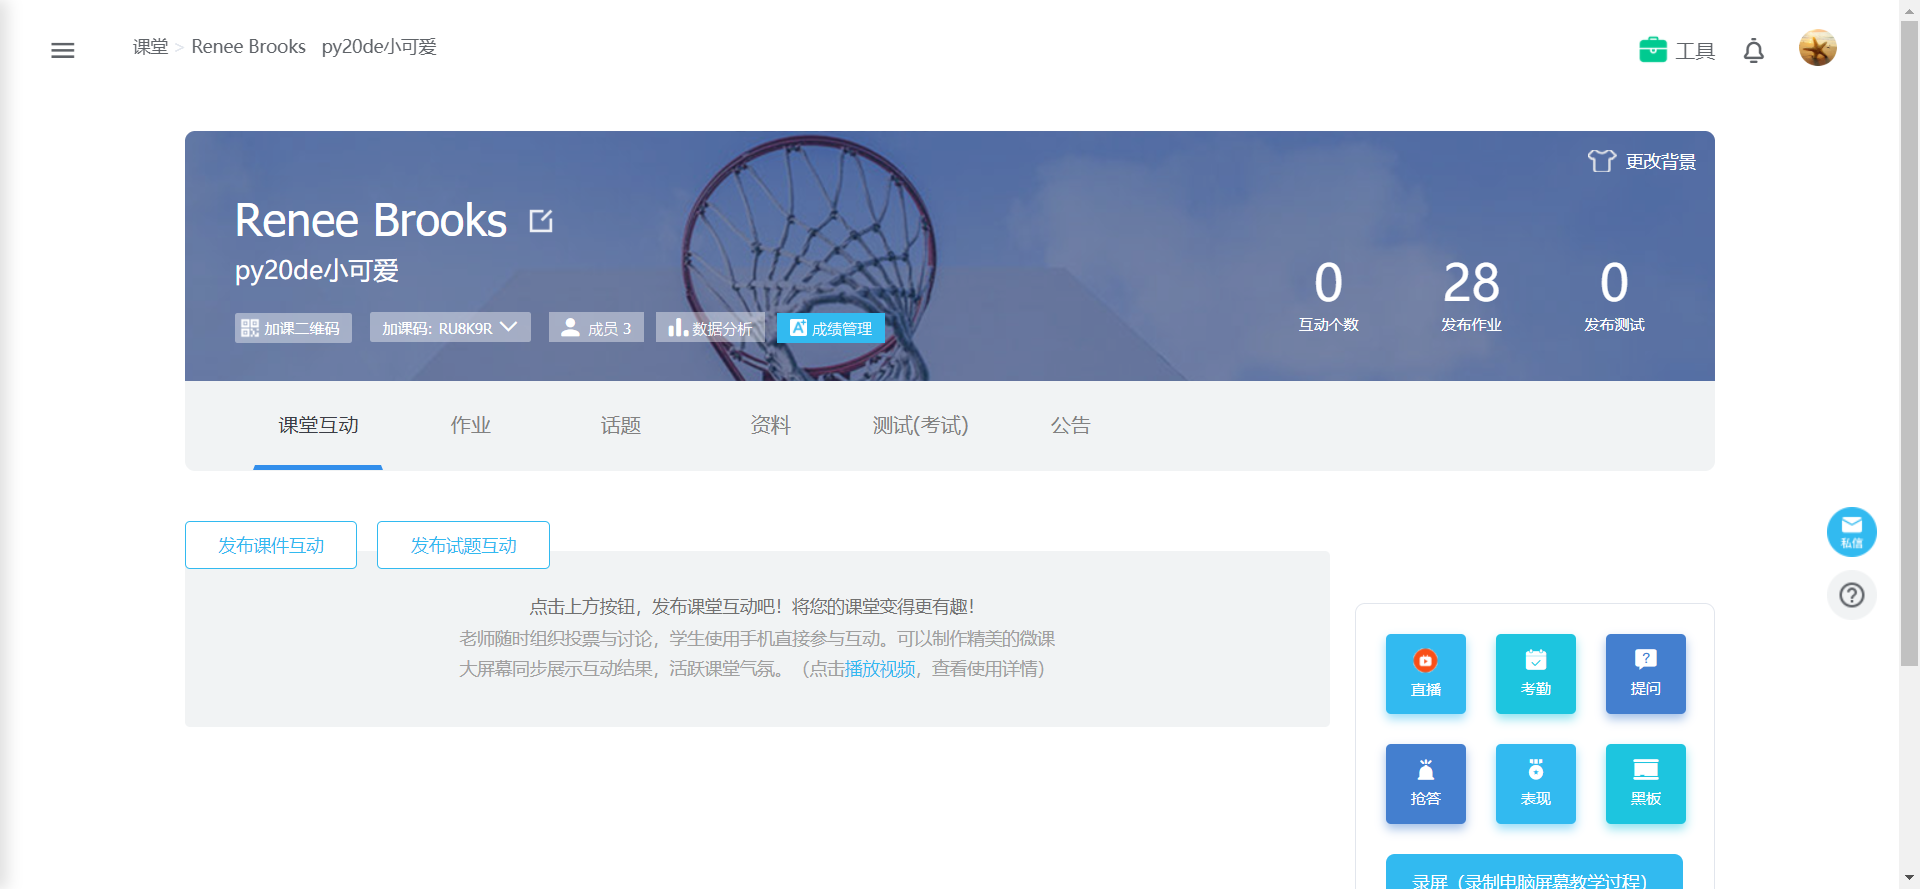 课堂 > Renee Brooks py20de小可爱
工具
更改背景
Renee Brooks
py20de小可爱
0
28
0
互动个数
发布作业
发布测试
加课二维码
加课码：RU8K9R
成员 3
数据分析
成绩管理
课堂互动
作业
话题
资料
测试(考试)
公告
发布课件互动
发布试题互动
点击上方按钮，发布课堂互动吧！将您的课堂变得更有趣！
老师随时组织投票与讨论，学生使用手机直接参与互动。可以制作精美的微课
大屏幕同步展示互动结果，活跃课堂气氛。（点击播放视频，查看使用详情）
私信
直播
考勤
提问
抢答
表现
黑板
录屏（录制电脑屏幕教学过程）